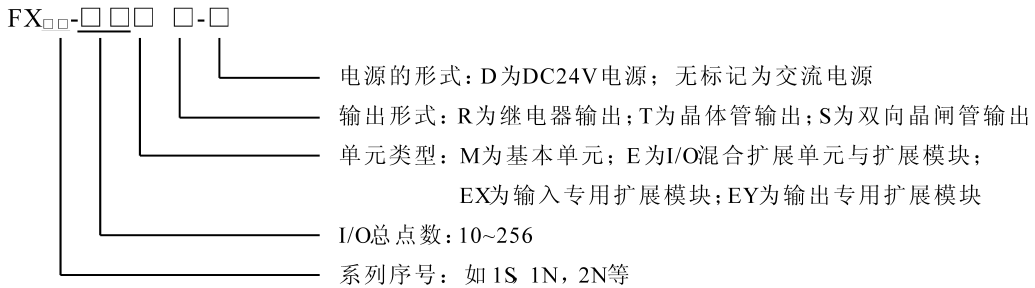 FX□□-□□□ □-□
电源的形式：D为DC24V电源；无标记为交流电源
输出形式：R为继电器输出；T为晶体管输出；S为双向晶闸管输出
单元类型：M为基本单元；E为I/O混合扩展单元与扩展模块；
EX为输入专用扩展模块；EY为输出专用扩展模块
I/O总点数：10~256
系列序号：如1S、1N，2N等